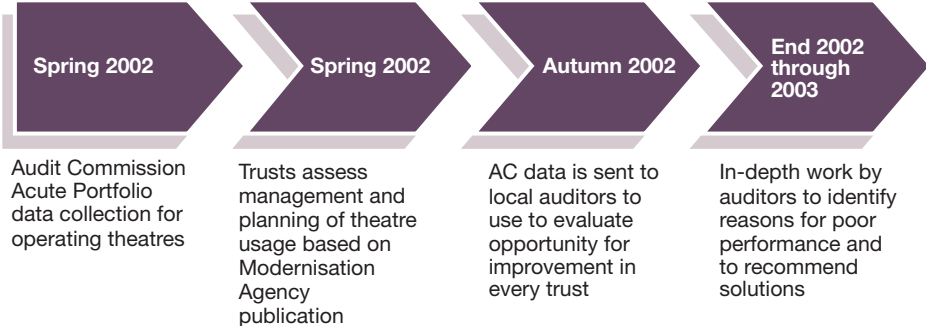 Spring 2002
Audit Commission
Acute Portfolio
data collection for
operating theatres
Spring 2002
Trusts assess
management and
planning of theatre
usage based on
Modernisation
Agency
publication
Autumn 2002
AC data is sent to
local auditors to
use to evaluate
opportunity for
improvement in
every trust
End 2002
through
2003
In-depth work by
auditors to identify
reasons for poor
performance and
to recommend
solutions